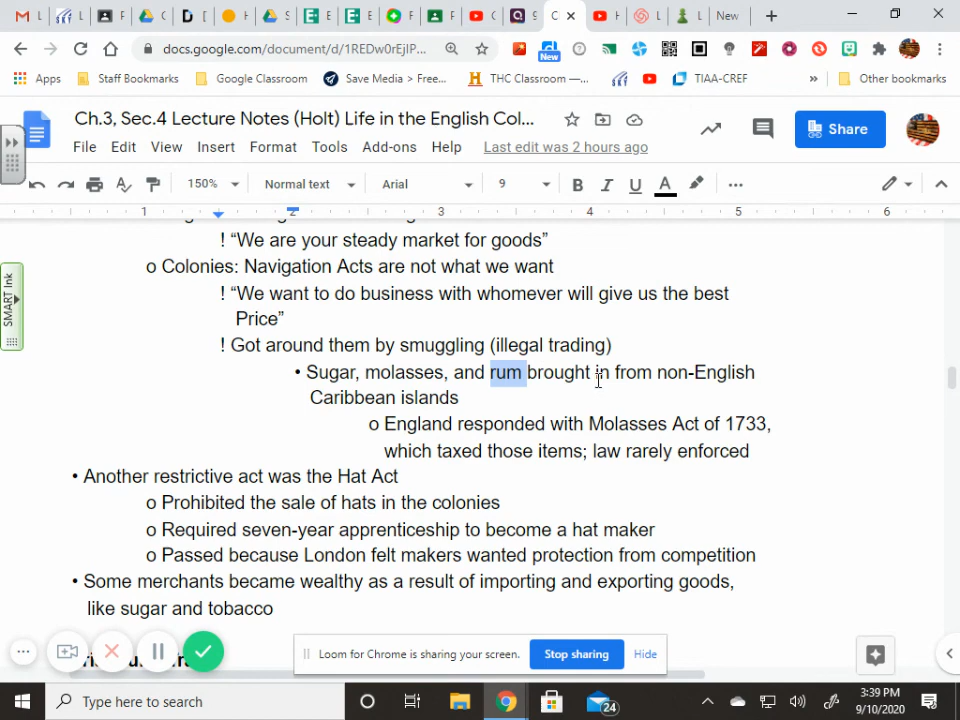 New
docs.google.com/document/d/1REDw0rEjIP...
New
Apps
Staff Bookmarks
Google Classroom
Save Media > Free...
THC Classroom —...
TIAA-CREF
»
Other bookmarks
Ch.3, Sec.4 Lecture Notes (Holt) Life in the English Col...
Share
File Edit View Insert Format Tools Add-ons Help Last edit was 2 hours ago
150% Normal text Arial 9 B I U A
1 2 3 4 5 6
! “We are your steady market for goods”
o Colonies: Navigation Acts are not what we want
! “We want to do business with whomever will give us the best
Price”
! Got around them by smuggling (illegal trading)
• Sugar, molasses, and rum brought in from non-English
Caribbean islands
o England responded with Molasses Act of 1733,
which taxed those items; law rarely enforced
• Another restrictive act was the Hat Act
o Prohibited the sale of hats in the colonies
o Required seven-year apprenticeship to become a hat maker
o Passed because London felt makers wanted protection from competition
• Some merchants became wealthy as a result of importing and exporting goods,
like sugar and tobacco
SMART Ink
Loom for Chrome is sharing your screen. Stop sharing Hide
Type here to search
24
3:39 PM
9/10/2020